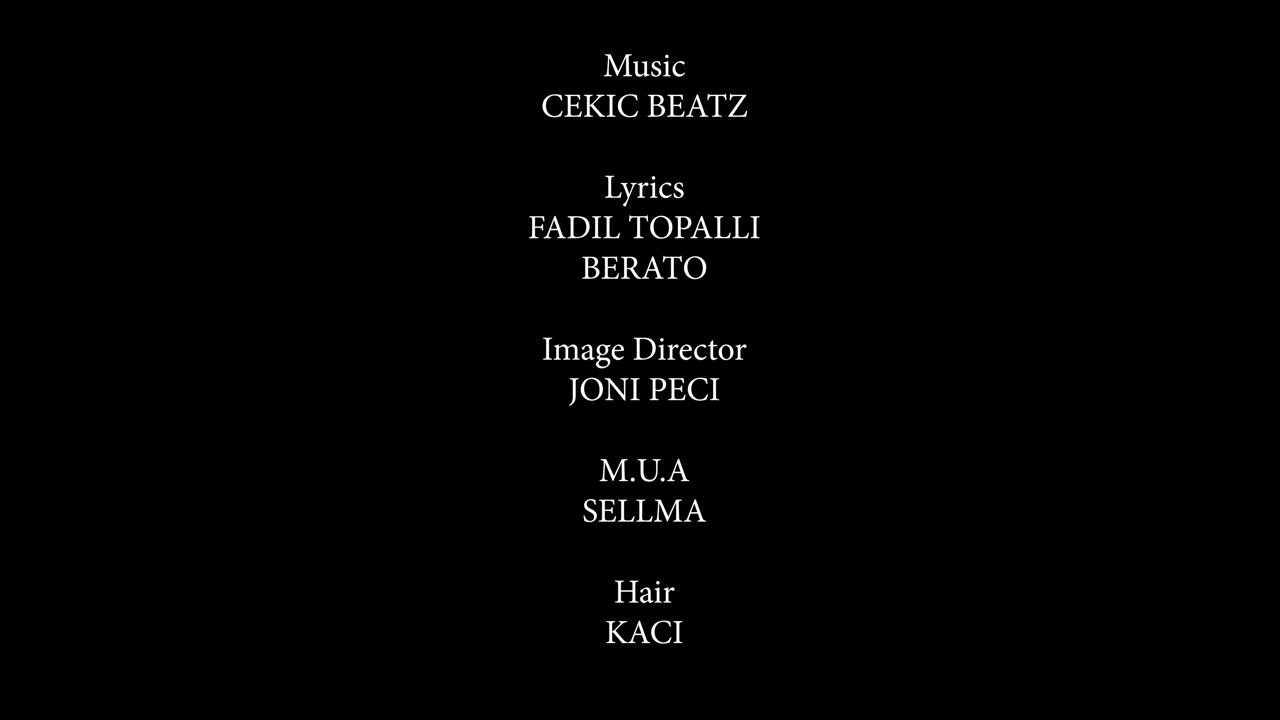 Music
CEKIC BEATZ
Lyrics
FADIL TOPALLI
BERATO
Image Director
JONI PECI
M.U.A
SELLMA
Hair
KACI